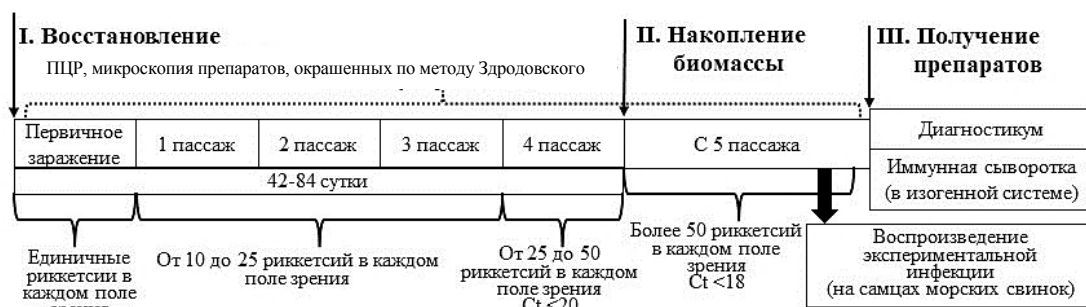 I. Восстановление
ПЦР, микроскопия препаратов, окрашенных по методу Здродовского
II. Накопление
биомассы
III. Получение
препаратов
Первичное
заражение
1 пассаж
2 пассаж
3 пассаж
4 пассаж
С 5 пассажа
Диагностикум
Иммунная сыворотка
(в изогенной системе)
42-84 сутки
Единичные
риккетсии в
каждом поле
зрения
От 10 до 25 риккетсий в каждом
поле зрения
От 25 до 50
риккетсий в каждом
поле зрения
Ct <20
Более 50 риккетсий
в каждом поле
зрения
Ct <18
Воспроизведение
экспериментальной
инфекции
(на самцах морских свинок)